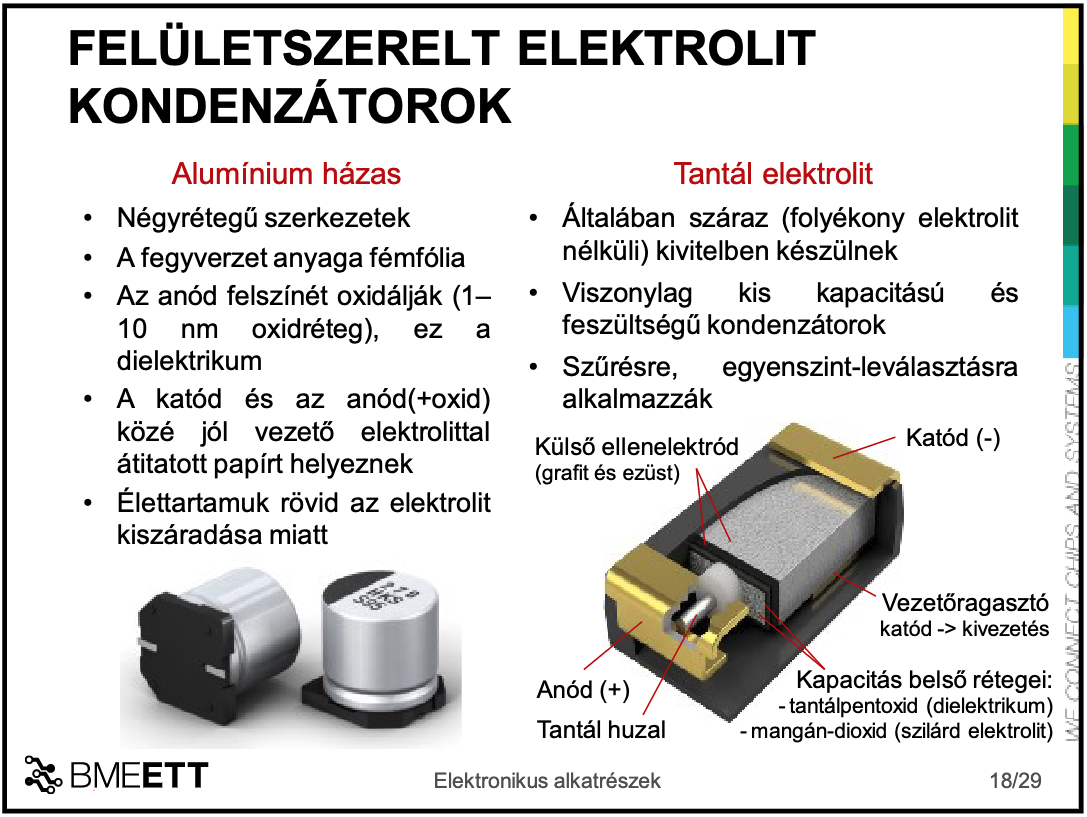 FELÜLETSZERELT ELEKTROLIT
KONDENZÁTOROK
Alumínium házas
• Négyrétegű szerkezetek
• A fegyverzet anyaga fémfólia
• Az anód felszínét oxidálják (1–
10 nm oxidréteg), ez a
dielektrikum
• A katód és az anód(+oxid)
közé jól vezető elektrolittal
átitatott papírt helyeznek
• Élettartamuk rövid az elektrolit
kiszáradása miatt
Tantál elektrolit
• Általában száraz (folyékony elektrolit
nélküli) kivitelben készülnek
• Viszonylag kis kapacitású és
feszültségű kondenzátorok
• Szűrésre, egyenszint-leválasztásra
alkalmazzák
Külső ellenelektród
(grafit és ezüst)
Katód (-)
Vezetőragasztó
katód -> kivezetés
Anód (+)
Tantál huzal
Kapacitás belső rétegei:
- tantálpentoxid (dielektrikum)
- mangán-dioxid (szilárd elektrolit)
WE CONNECT CHIPS AND SYSTEMS
BMEETT
Elektronikus alkatrészek
18/29